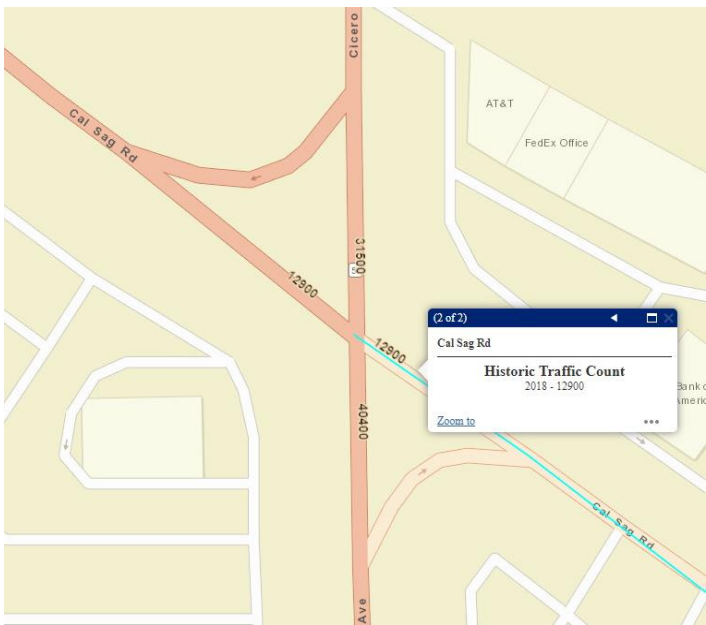 Cicero
AT&T
Cal Sag Rd
FedEx Office
31500
12900
(2 of 2)
Cal Sag Rd
12900
Historic Traffic Count
2018 - 12900
Bank o
Americ
40400
Zoom to
Cal Sag Rd
Ave